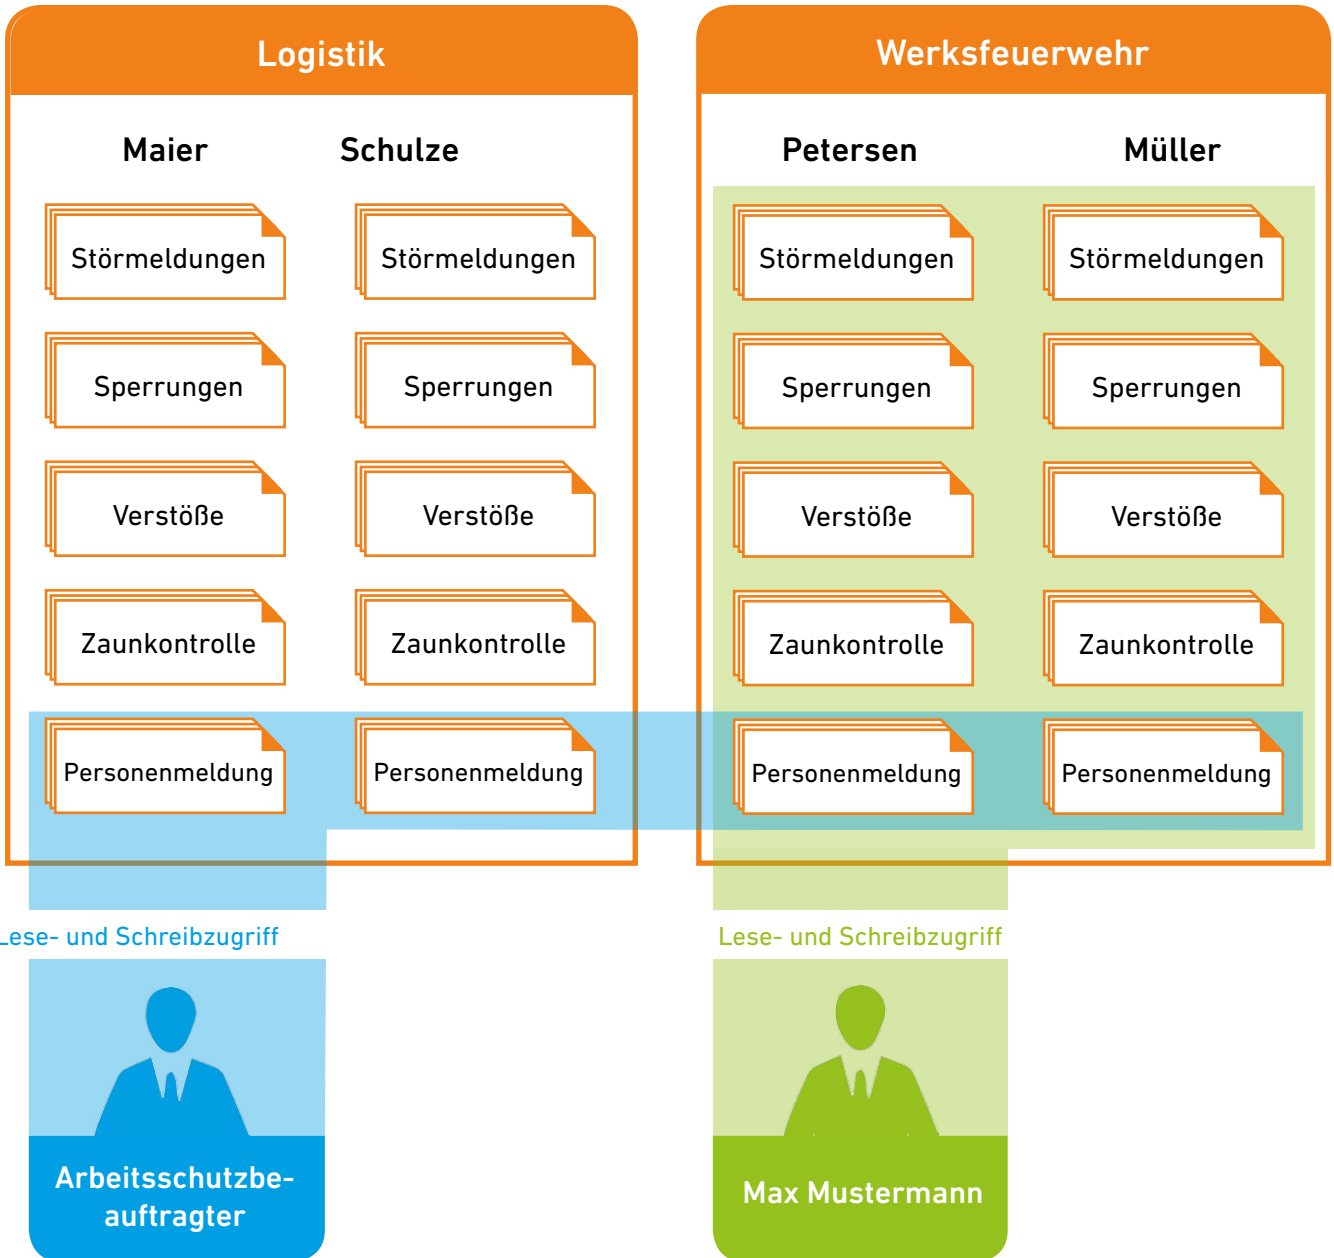 Logistik
Werksfeuerwehr
Maier Schulze
Petersen Müller
Störmeldungen Störmeldungen Störmeldungen Störmeldungen
Sperrungen Sperrungen Sperrungen Sperrungen
Verstöße Verstöße Verstöße Verstöße
Zaunkontrolle Zaunkontrolle Zaunkontrolle Zaunkontrolle
Personenmeldung Personenmeldung Personenmeldung Personenmeldung
Lese- und Schreibzugriff
Lese- und Schreibzugriff
Arbeitsschutzbe-
auftragter
Max Mustermann